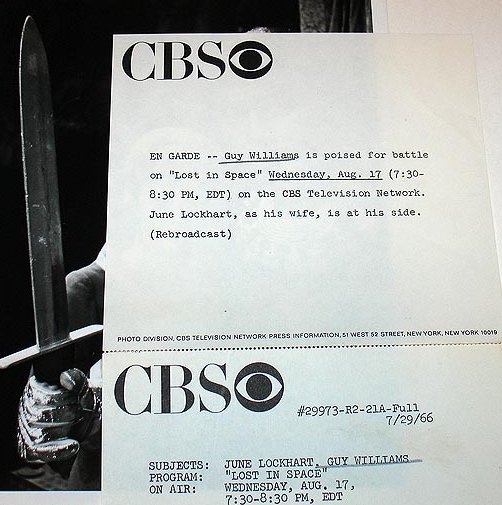 CBS
EN GARDE -- Guy Williams is poised for battle
on "Lost in Space" Wednesday, Aug. 17 (7:30-
8:30 PM, EDT) on the CBS Television Network.
June Lockhart, as his wife, is at his side.
(Rebroadcast)
PHOTO DIVISION, CBS TELEVISION NETWORK PRESS INFORMATION, 51 WEST 52 STREET, NEW YORK, NEW YORK 10019
CBS
#29973-R2-21A-Full
7/29/66
SUBJECTS: JUNE LOCKHART, GUY WILLIAMS
PROGRAM: "LOST IN SPACE"
ON AIR: WEDNESDAY, AUG. 17,
7:30-8:30 PM, EDT